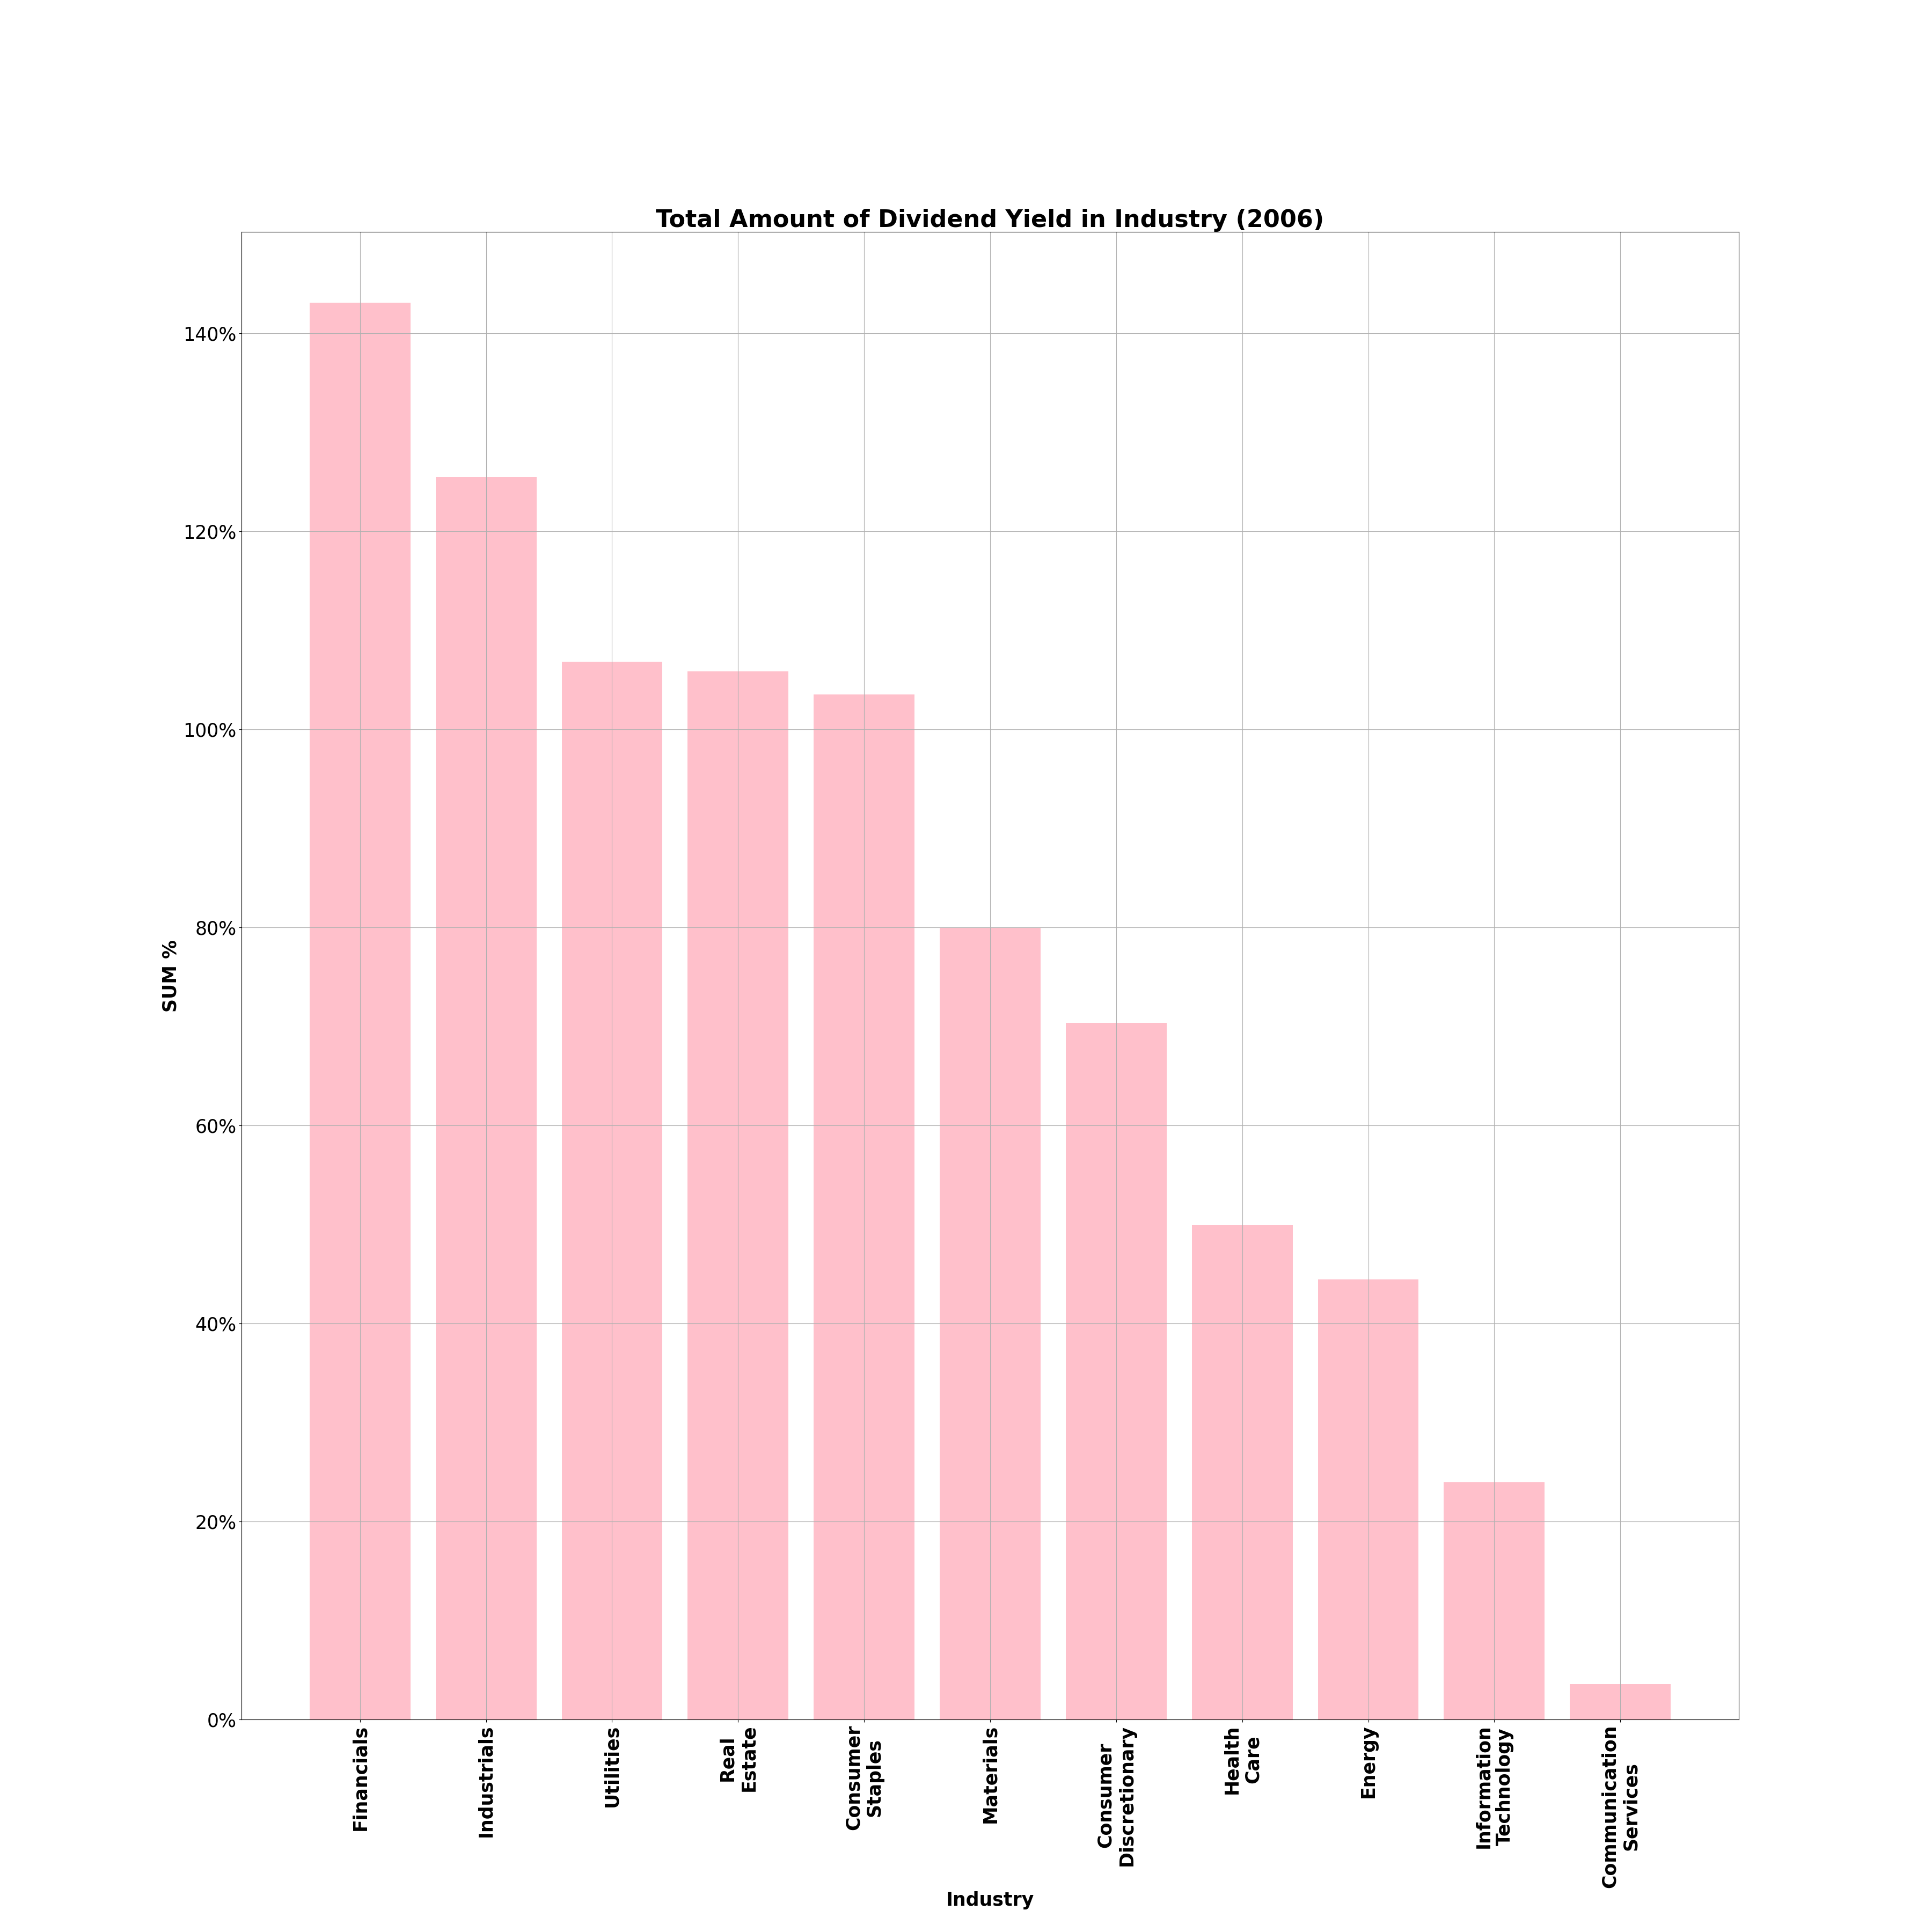 Total Amount of Dividend Yield in Industry (2006)
140%
120%
100%
80%
60%
40%
20%
0%
SUM %
Financials
Industrials
Utilities
Real
Estate
Consumer
Staples
Materials
Consumer
Discretionary
Health
Care
Energy
Information
Technology
Communication
Services
Industry